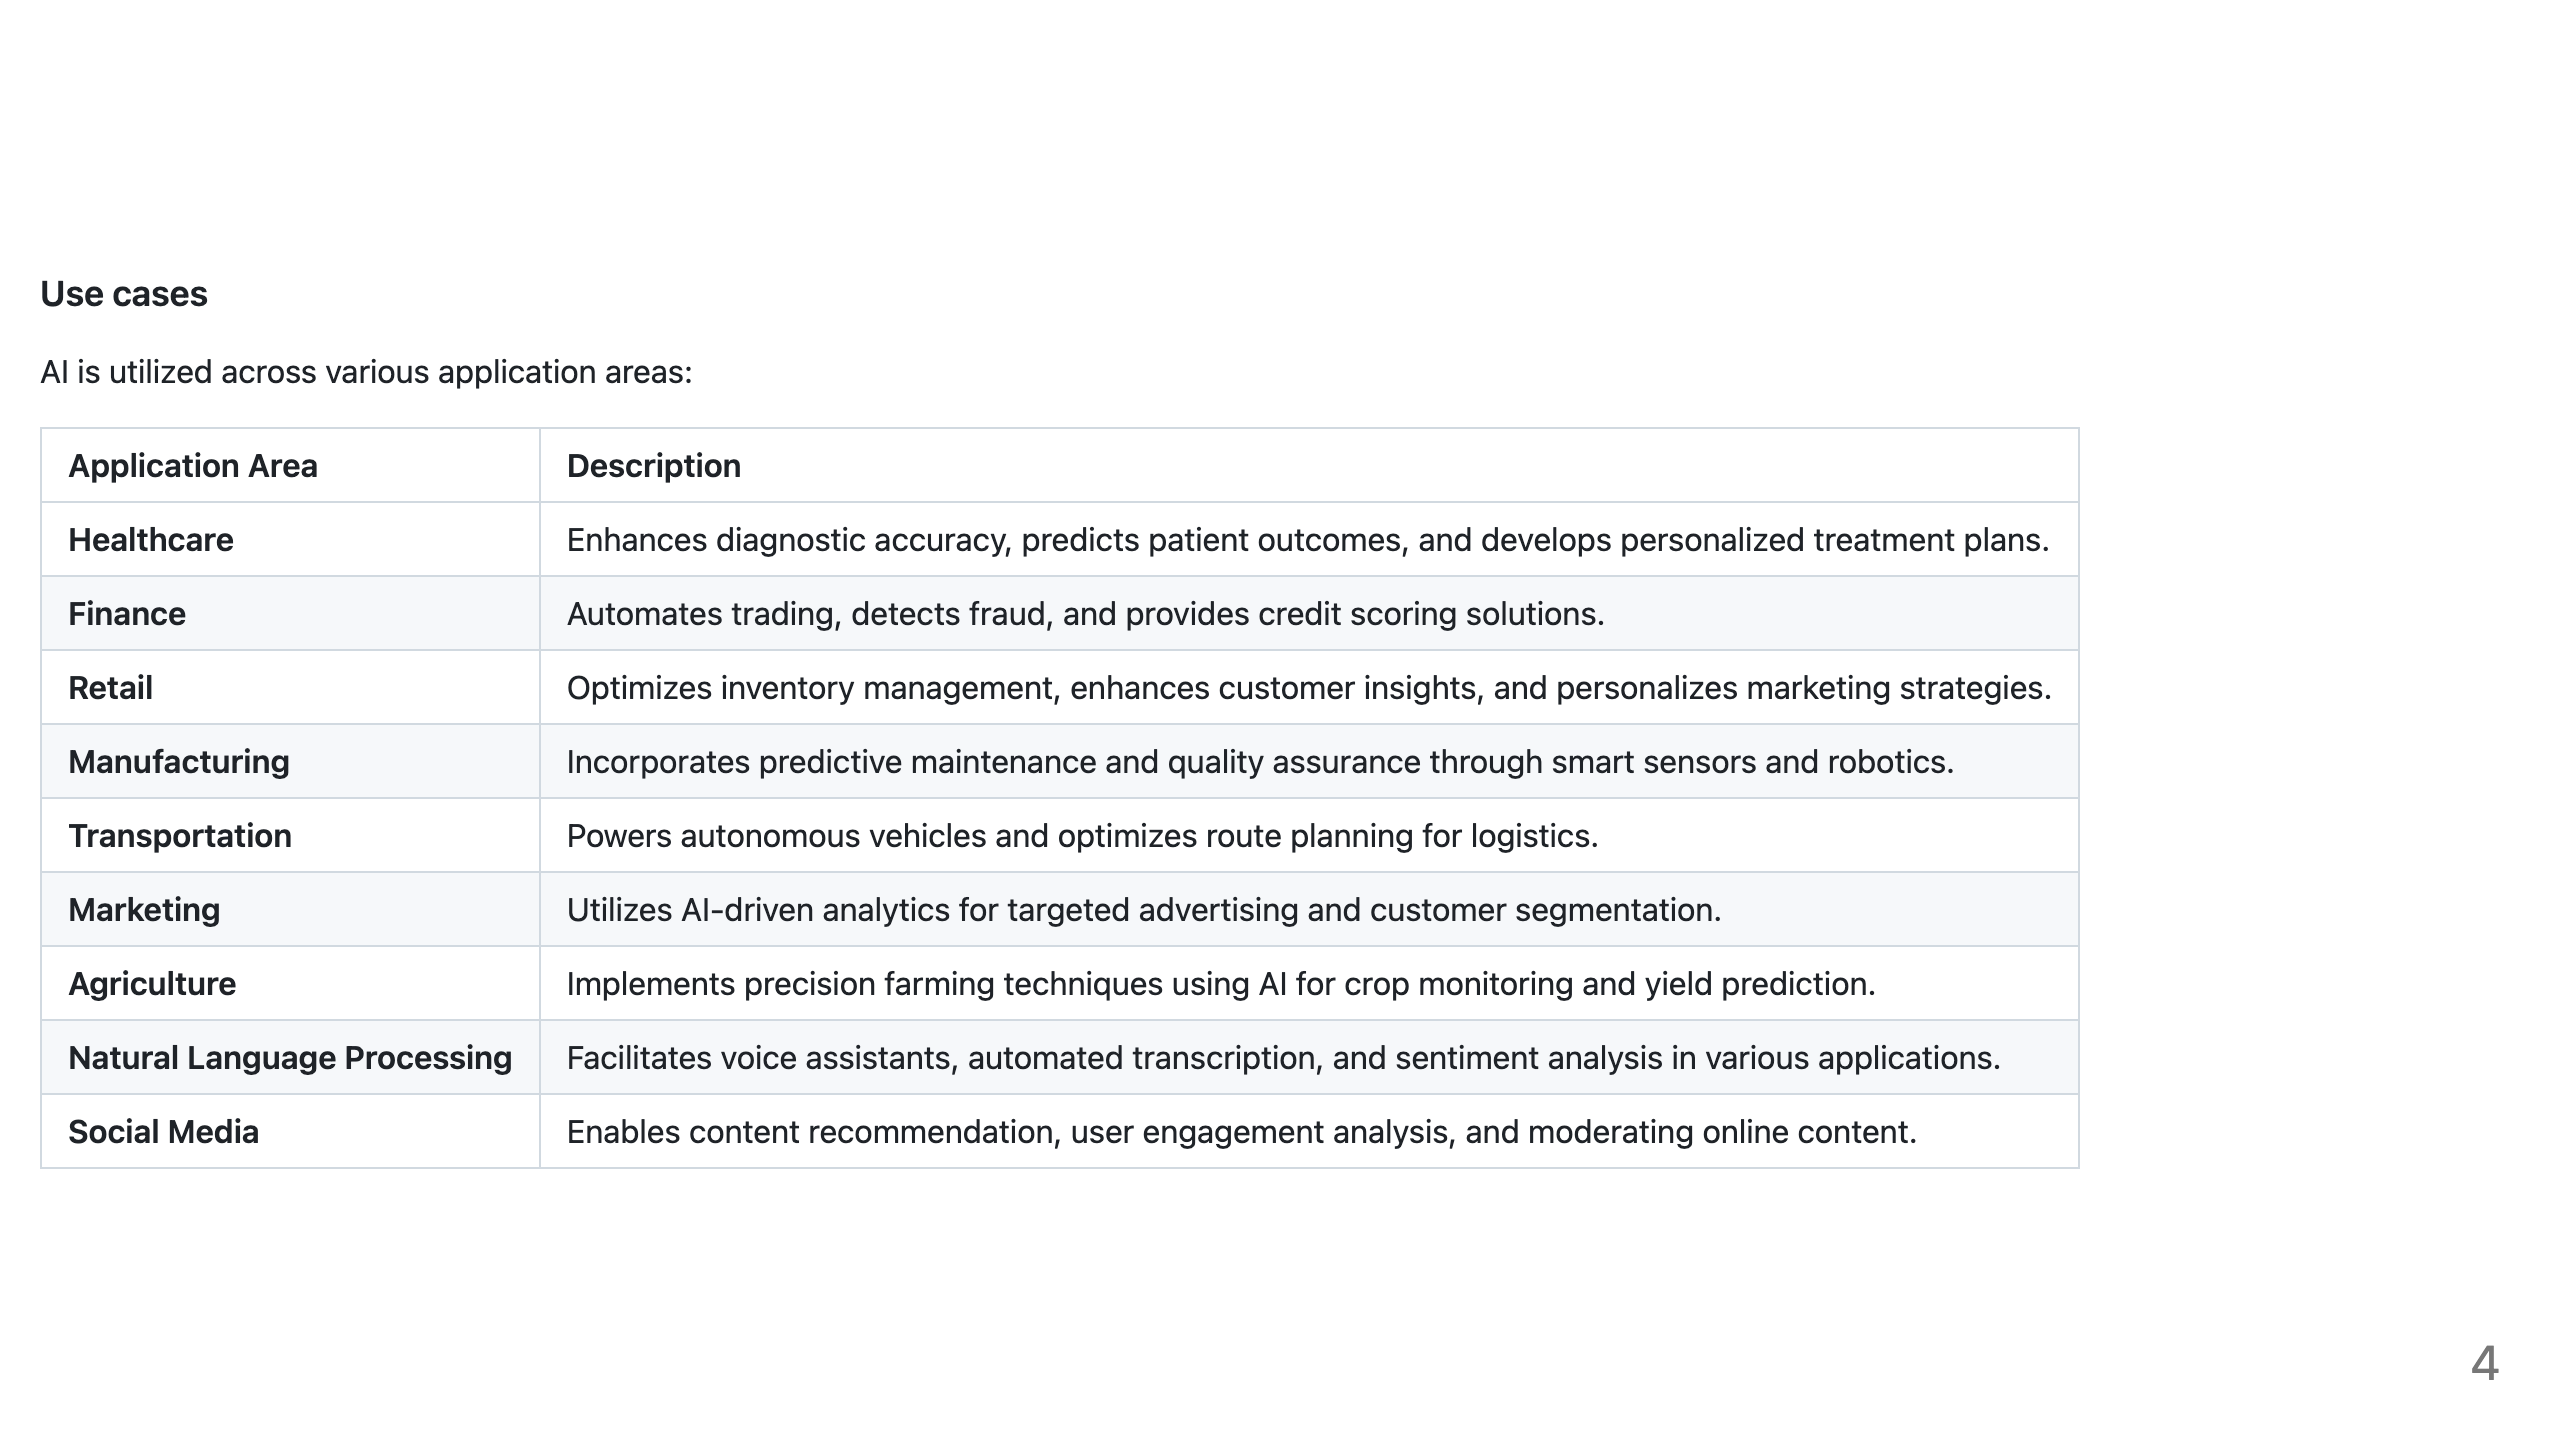 Use cases
AI is utilized across various application areas:
Application Area Description
Healthcare Enhances diagnostic accuracy, predicts patient outcomes, and develops personalized treatment plans.
Finance Automates trading, detects fraud, and provides credit scoring solutions.
Retail Optimizes inventory management, enhances customer insights, and personalizes marketing strategies.
Manufacturing Incorporates predictive maintenance and quality assurance through smart sensors and robotics.
Transportation Powers autonomous vehicles and optimizes route planning for logistics.
Marketing Utilizes AI-driven analytics for targeted advertising and customer segmentation.
Agriculture Implements precision farming techniques using AI for crop monitoring and yield prediction.
Natural Language Processing Facilitates voice assistants, automated transcription, and sentiment analysis in various applications.
Social Media Enables content recommendation, user engagement analysis, and moderating online content.
4